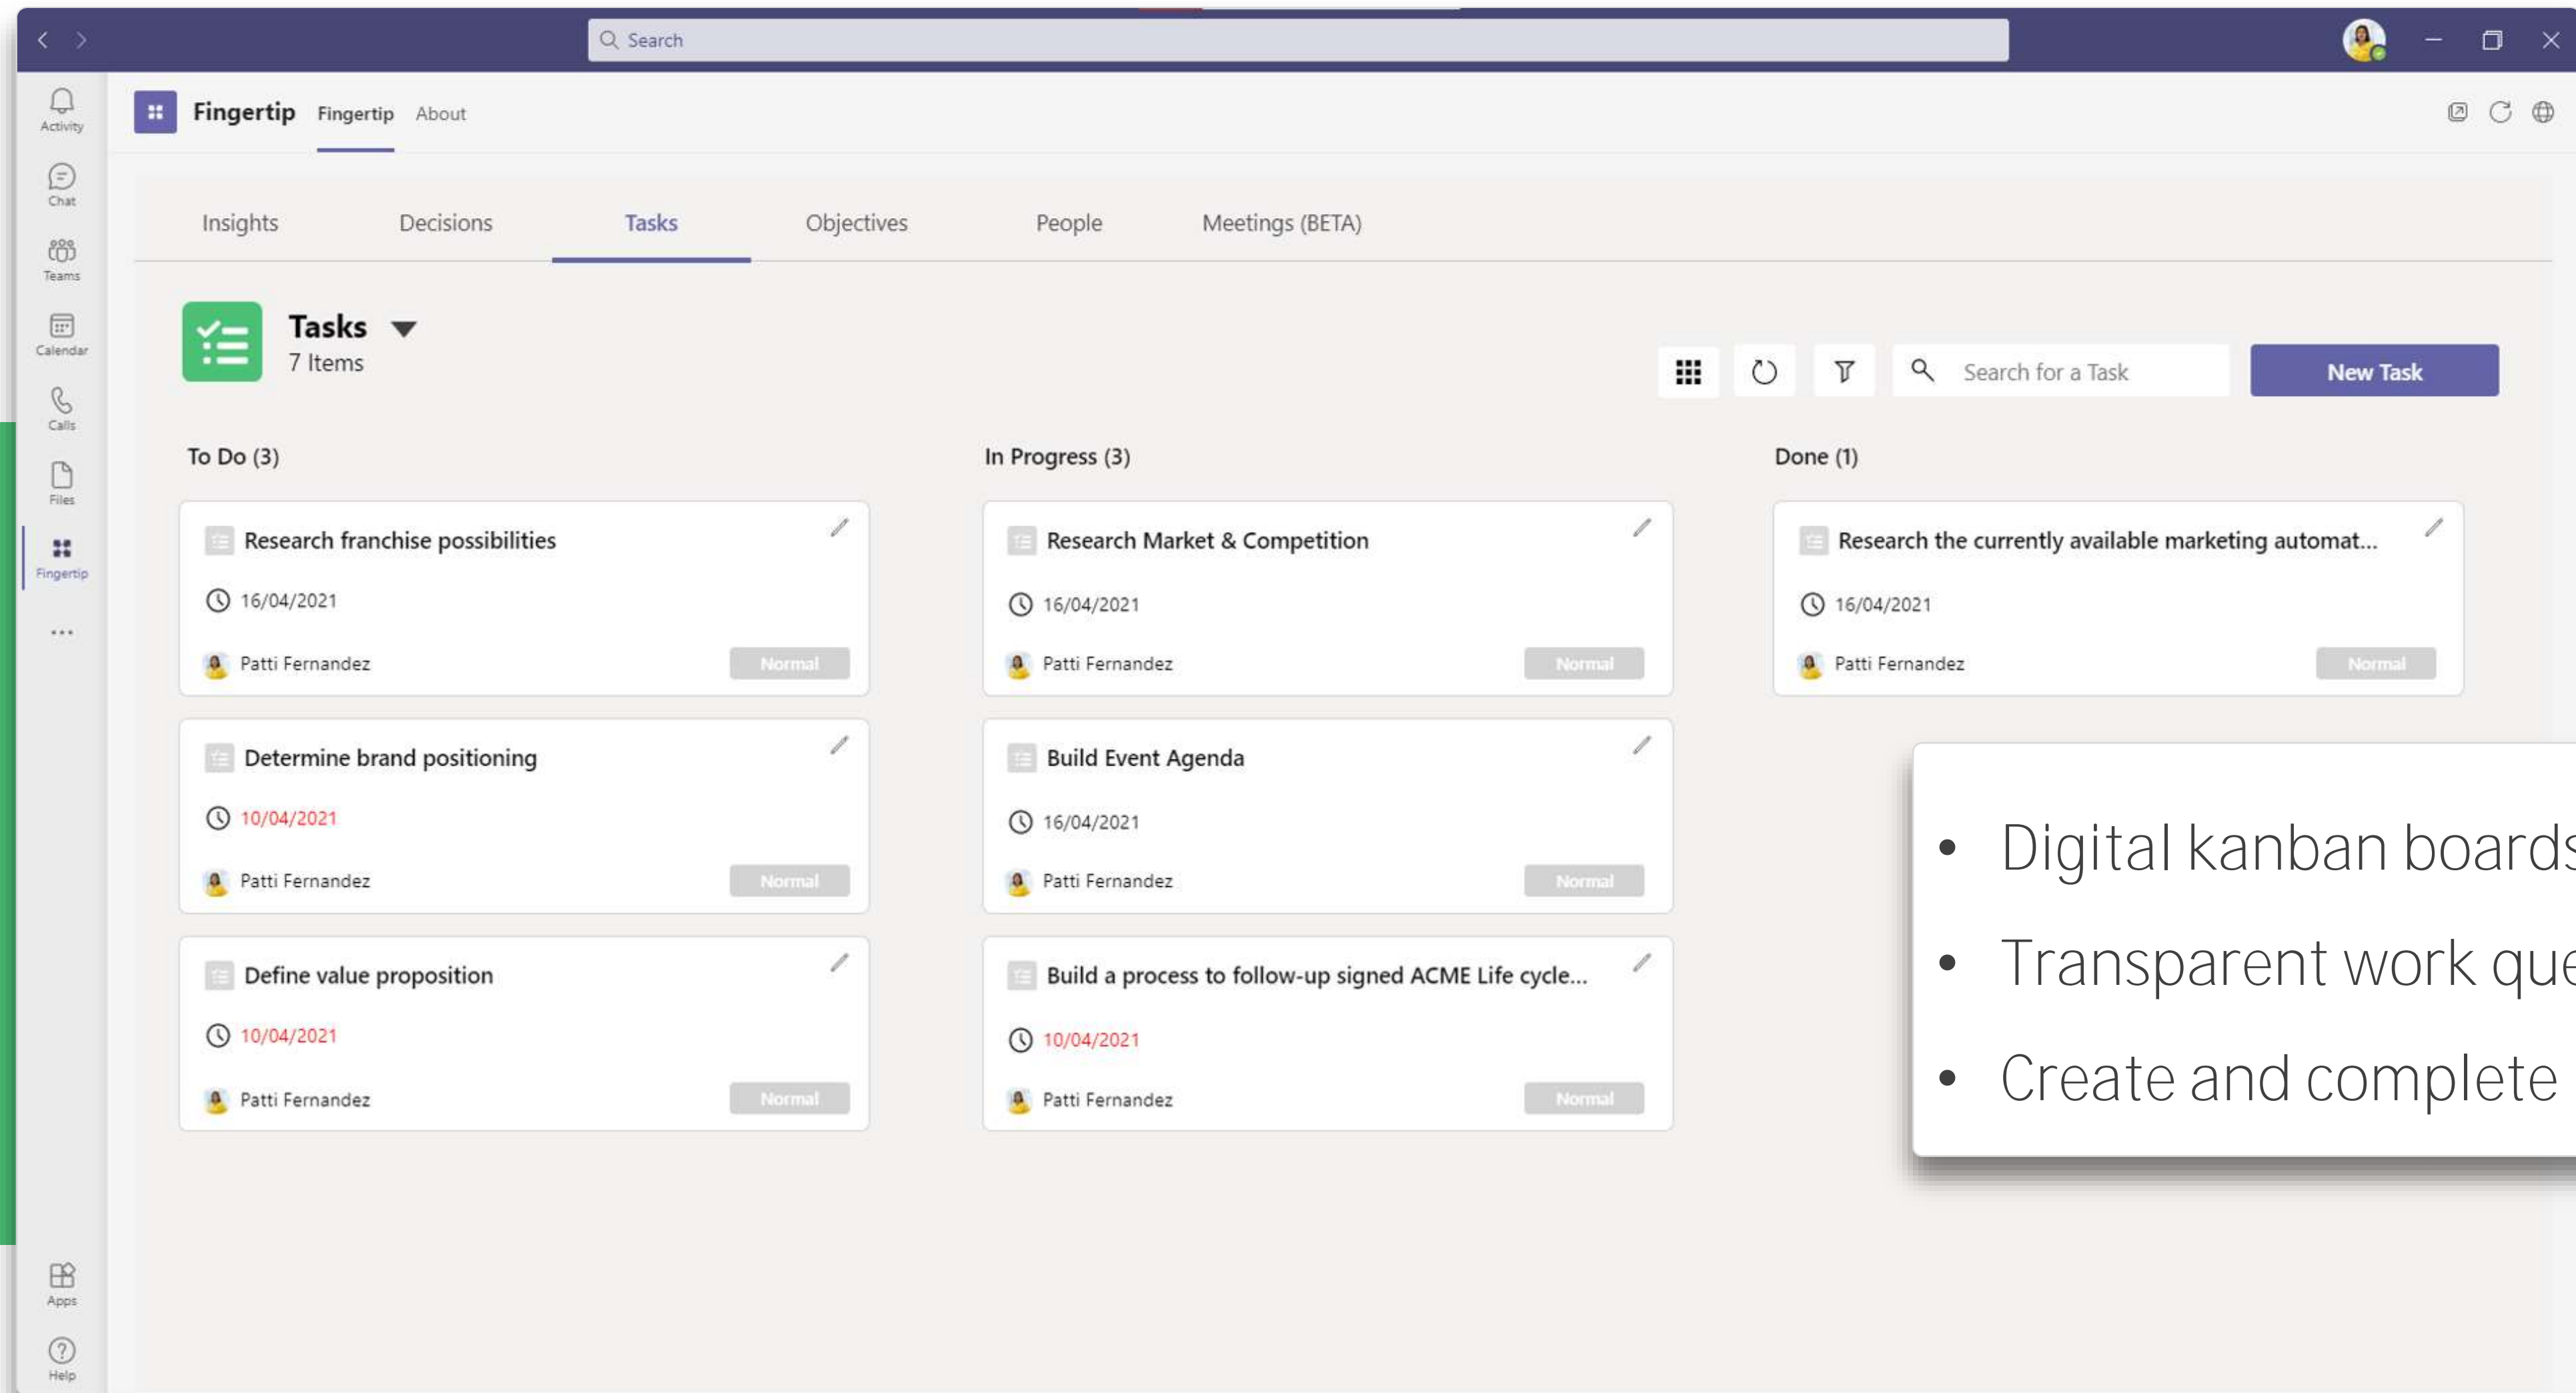 Search
Activity
Chat
Teams
Calendar
Calls
Files
Fingertip
...
Apps
Help
Fingertip Fingertip About
Insights Decisions Tasks Objectives People Meetings (BETA)
Tasks
7 Items
Search for a Task
New Task
To Do (3)
Research franchise possibilities
16/04/2021
Patti Fernandez Normal
Determine brand positioning
10/04/2021
Patti Fernandez Normal
Define value proposition
10/04/2021
Patti Fernandez Normal
In Progress (3)
Research Market & Competition
16/04/2021
Patti Fernandez Normal
Build Event Agenda
16/04/2021
Patti Fernandez Normal
Build a process to follow-up signed ACME Life cycle...
10/04/2021
Patti Fernandez Normal
Done (1)
Research the currently available marketing automat...
16/04/2021
Patti Fernandez Normal
• Digital kanban boards
• Transparent work
• Create and complete